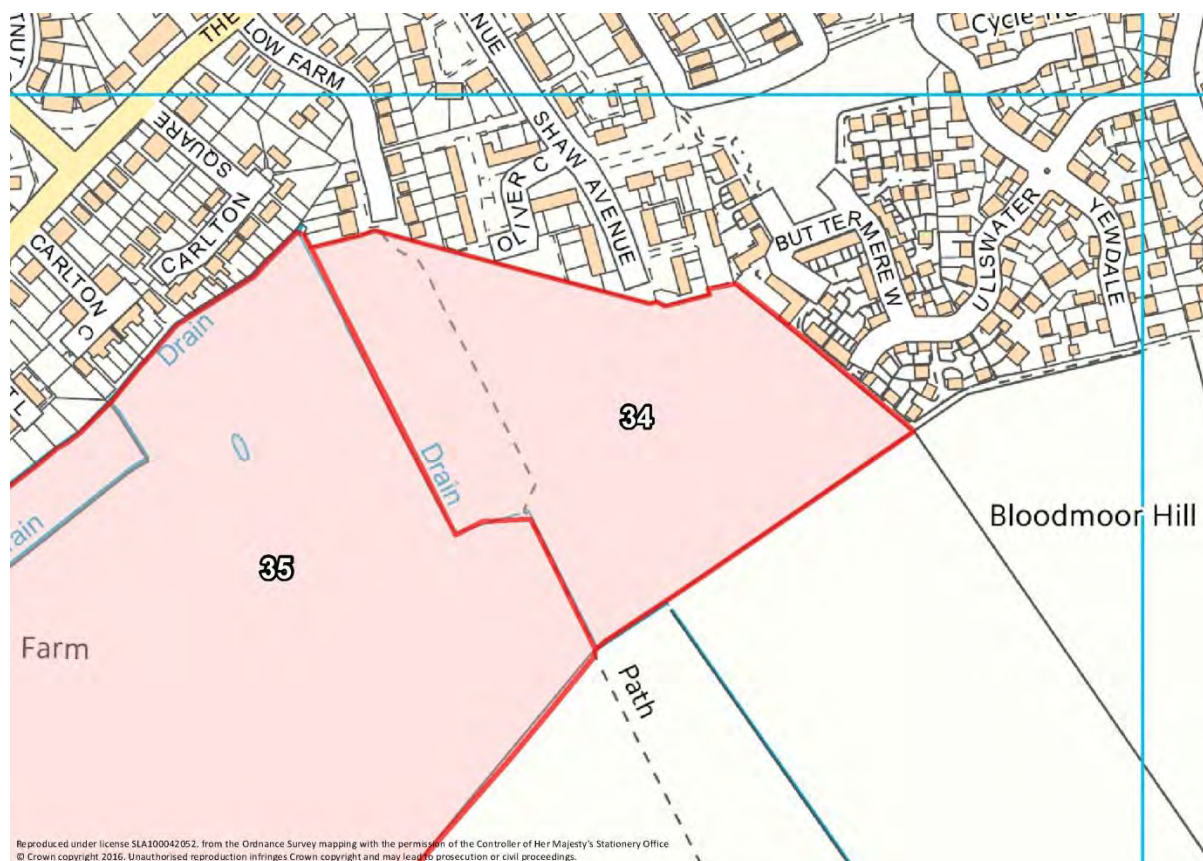 Cycle Tra
THE
LOW FARM
NUE
TNUT
SQUARE
CARLTON
SHAW AVENUE
OLIVER C
CARLTON
C
BUTTERMERE W
ULLSWATER
YEWDALE
Drain
34
Drain
rain
35
Bloodmoor Hill
Farm
Path
Reproduced under license SLA100042052. from the Ordnance Survey mapping with the permission of the Controller of Her Majesty's Stationery Office
© Crown copyright 2016. Unauthorised reproduction infringes Crown copyright and may lead to prosecution or civil proceedings.